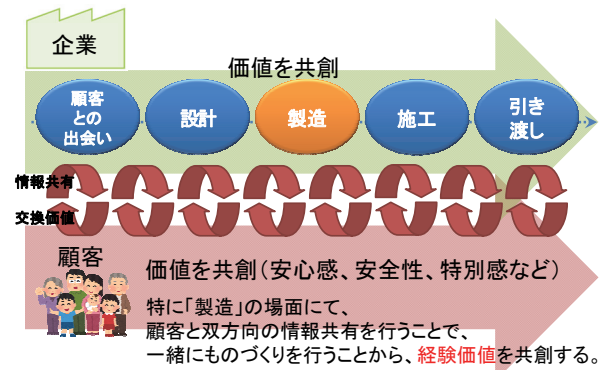 企業
価値を共創
顧客
との
出会い
設計
製造
施工
引き
渡し
情報共有
交換価値
顧客
価値を共創(安心感、安全性、特別感など)
特に「製造」の場面にて、
顧客と双方向の情報共有を行うことで、
一緒にものづくりを行うことから、経験価値を共創する。